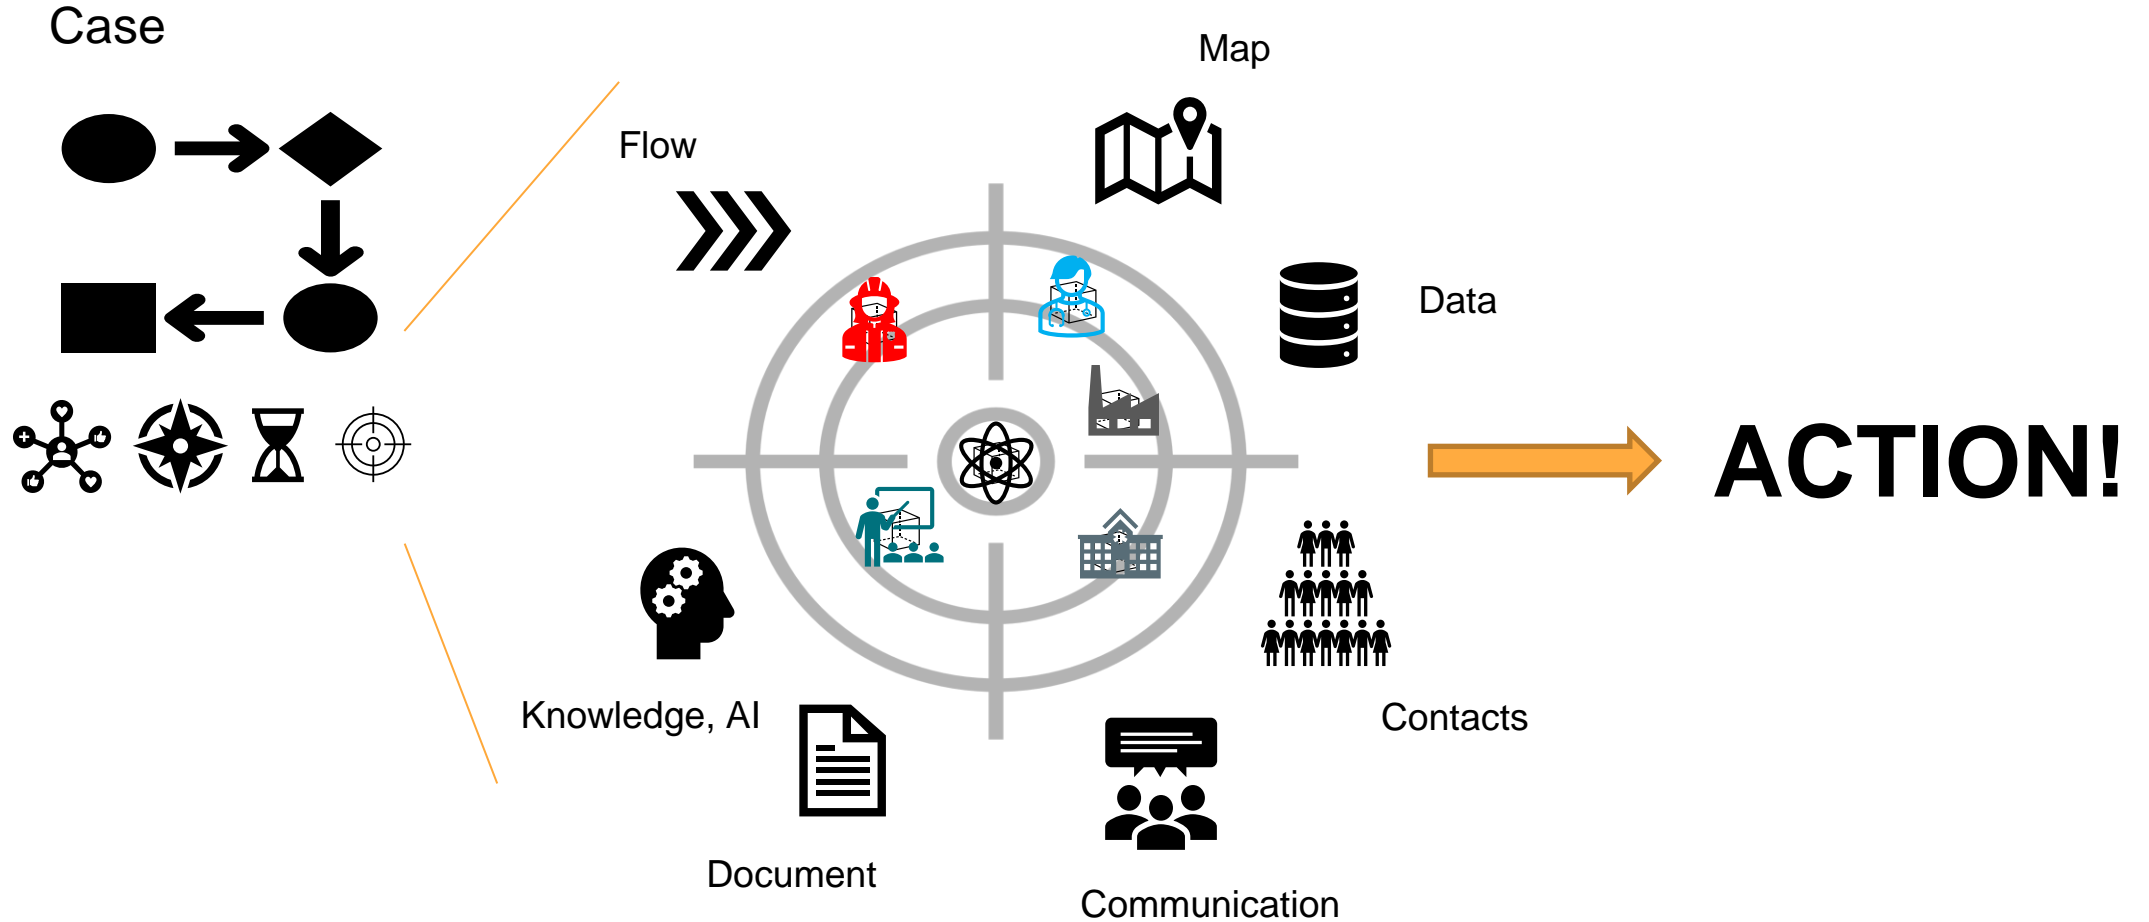 Case
Map
Flow
Data
ACTION!
Knowledge, AI
Contacts
Document
Communication